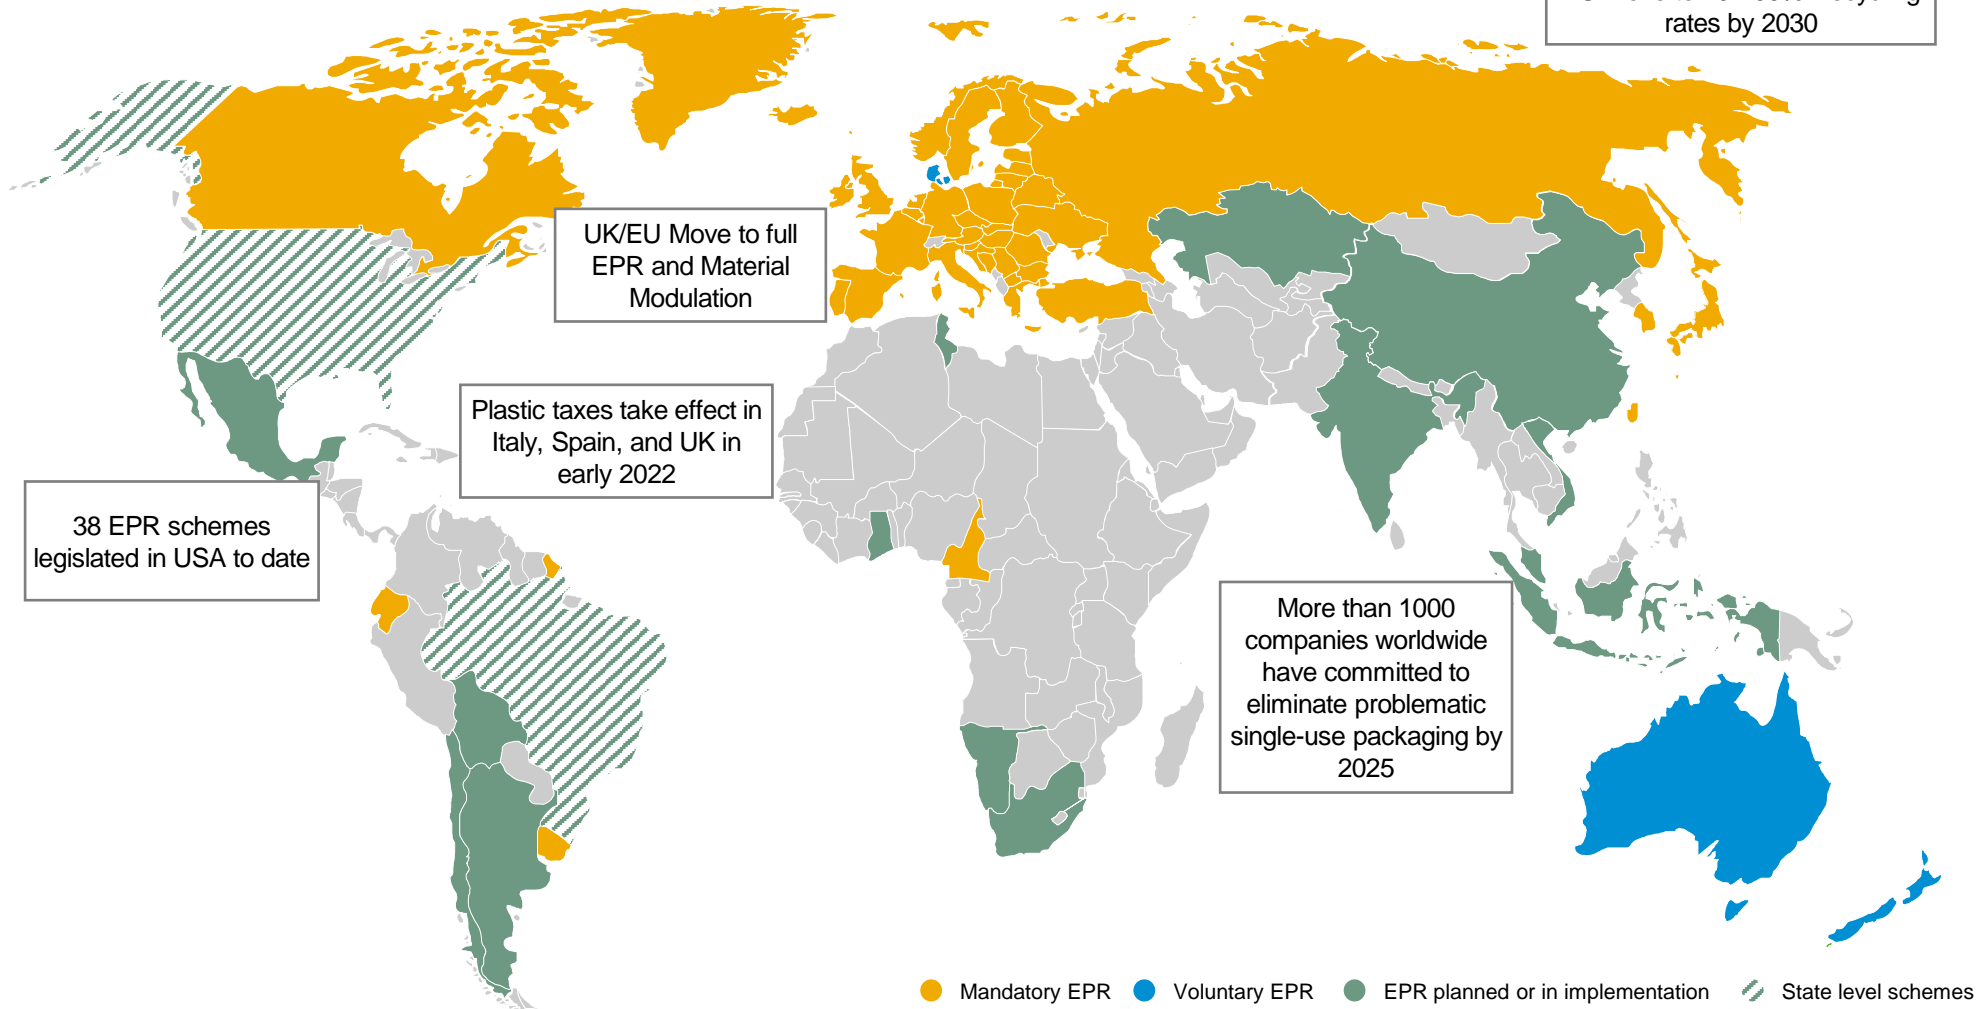 rates by 2030
UK/EU Move to full
EPR and Material
Modulation
Plastic taxes take effect in
Italy, Spain, and UK in
early 2022
38 EPR schemes
legislated in USA to date
More than 1000
companies worldwide
have committed to
eliminate problematic
single-use packaging by
2025
Mandatory EPR
Voluntary EPR
EPR planned or in implementation
State level schemes